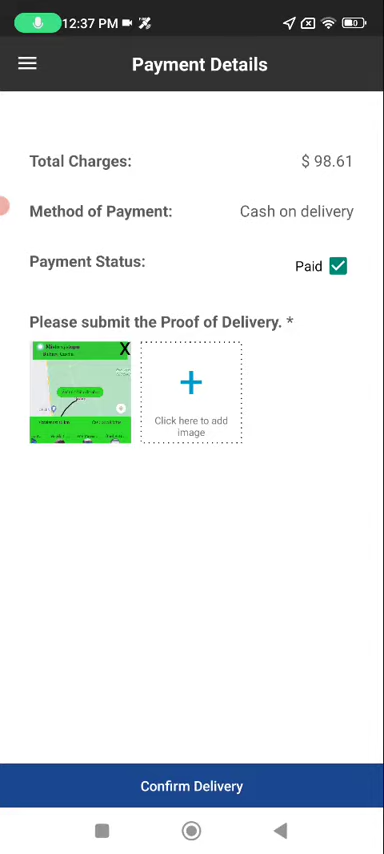 12:37 PM
Payment Details
Total Charges: $ 98.61
Method of Payment: Cash on delivery
Payment Status: Paid
Please submit the Proof of Delivery. *
X
+
Click here to add
image
Confirm Delivery